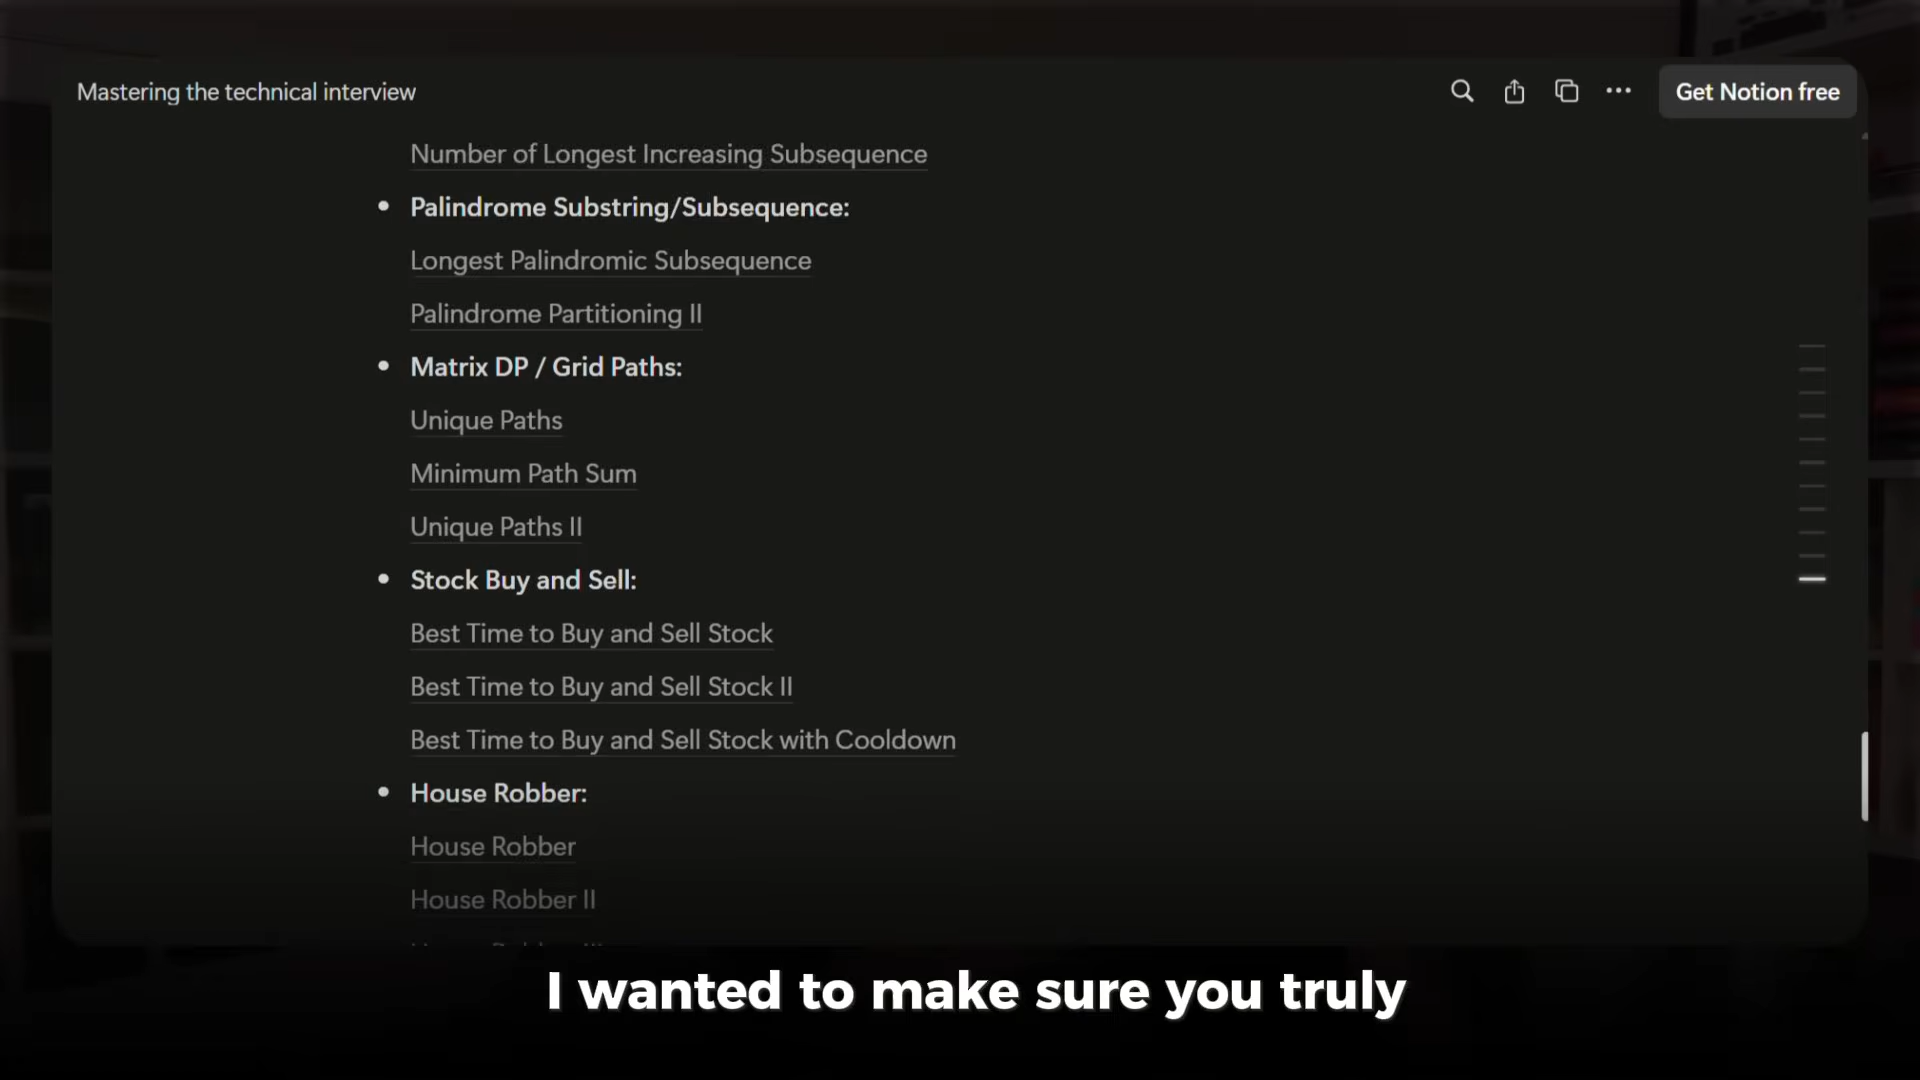 Mastering the technical interview
Get Notion free
Number of Longest Increasing Subsequence
Palindrome Substring/Subsequence:
Longest Palindromic Subsequence
Palindrome Partitioning II
Matrix DP / Grid Paths:
Unique Paths
Minimum Path Sum
Unique Paths II
Stock Buy and Sell:
Best Time to Buy and Sell Stock
Best Time to Buy and Sell Stock II
Best Time to Buy and Sell Stock with Cooldown
House Robber:
House Robber
House Robber II
I wanted to make sure you truly